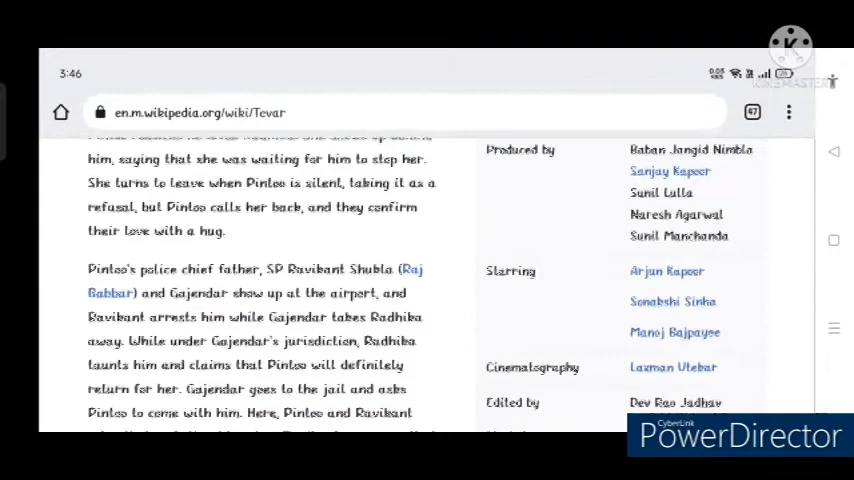 3:46
0.05
KB/S
KINEMASTER
en.m.wikipedia.org/wiki/Tevar
47
him, saying that she was waiting for him to stop her.
She turns to leave when Pintoo is silent, taking it as a
refusal, but Pintoo calls her back, and they confirm
their love with a hug.
Pintoo's police chief father, SP Ravikant Shukla (Raj
Babbar) and Gajendar show up at the airport, and
Ravikant arrests him while Gajendar takes Radhika
away. While under Gajendar's jurisdiction, Radhika
taunts him and claims that Pintoo will definitely
return for her. Gajendar goes to the jail and asks
Pintoo to come with him. Here, Pintoo and Ravikant
Produced by
Baban Jangid Nimbla
Sanjay Kapoor
Sunil Lulla
Naresh Agarwal
Sunil Manchanda
Starring
Arjun Kapoor
Sonakshi Sinha
Manoj Bajpayee
Cinematography
Laxman Utekar
Edited by
Dev Rao Jadhav
CyberLink
PowerDirector